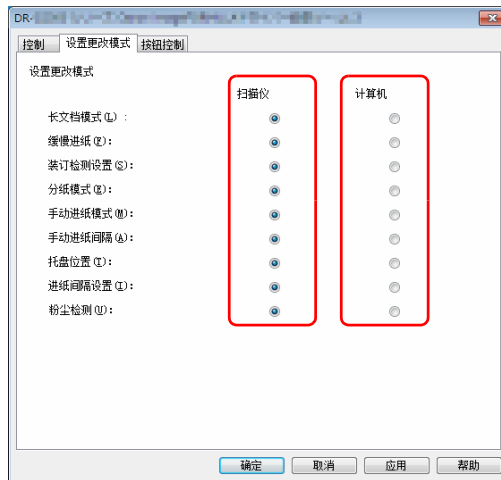 DR-
控制 设置更改模式 按钮控制
设置更改模式
扫描仪 计算机
长文档模式(L) :
缓慢进纸(F):
装订检测设置(S):
分纸模式(E):
手动进纸模式(M):
手动进纸间隔(A):
托盘位置(T):
进纸间隔设置(I):
粉尘检测(U):
确定 取消 应用 帮助